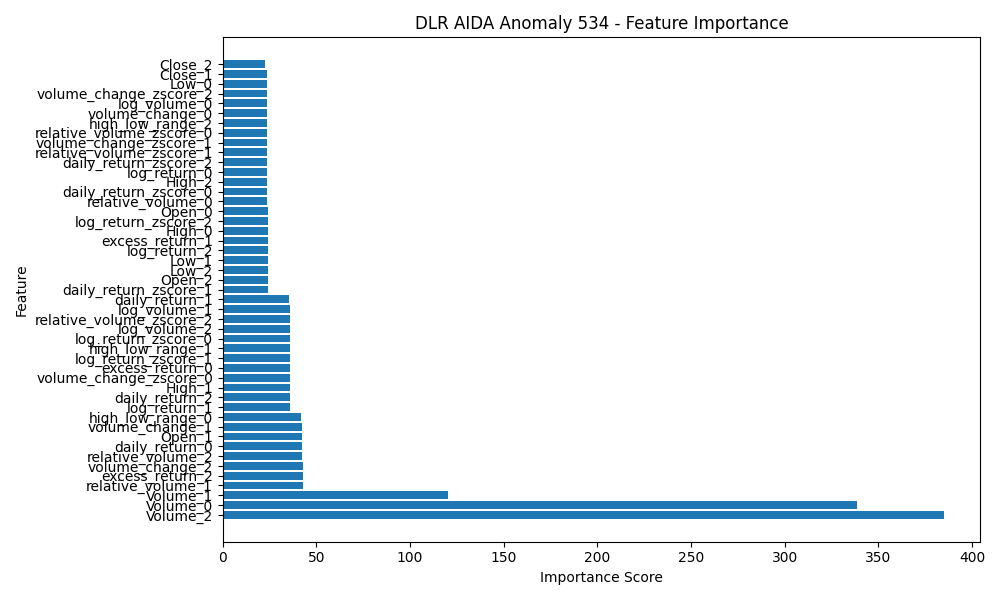 DLR AIDA Anomaly 534 - Feature Importance
Close_2
Close_1
Low_0
volume_change_zscore_2
log_volume_0
volume_change_0
high_low_range_2
relative_volume_zscore_0
volume_change_zscore_1
relative_volume_zscore_1
daily_return_zscore_2
log_return_0
High_2
daily_return_zscore_0
relative_volume_0
Open_0
log_return_zscore_2
High_0
excess_return_1
log_return_2
Low_1
Low_2
Open_2
daily_return_zscore_1
daily_return_1
log_volume_1
relative_volume_zscore_2
log_volume_2
log_return_zscore_0
high_low_range_1
log_return_zscore_1
excess_return_0
volume_change_zscore_0
High_1
daily_return_2
log_return_1
high_low_range_0
volume_change_1
Open_1
daily_return_0
relative_volume_2
volume_change_2
excess_return_2
relative_volume_1
Volume_1
Volume_0
Volume_2
Feature
0 50 100 150 200 250 300 350 400
Importance Score